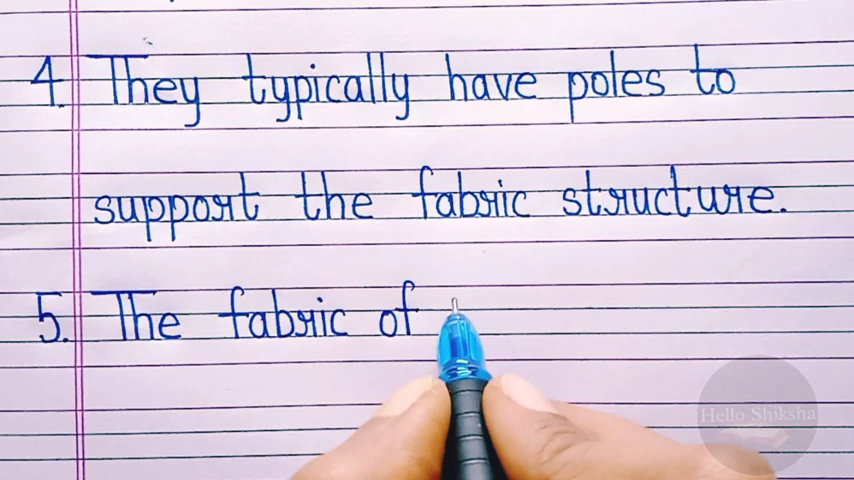 4. They typically have poles to
support the fabric structure.
5. The fabric of
Hello Shiksha